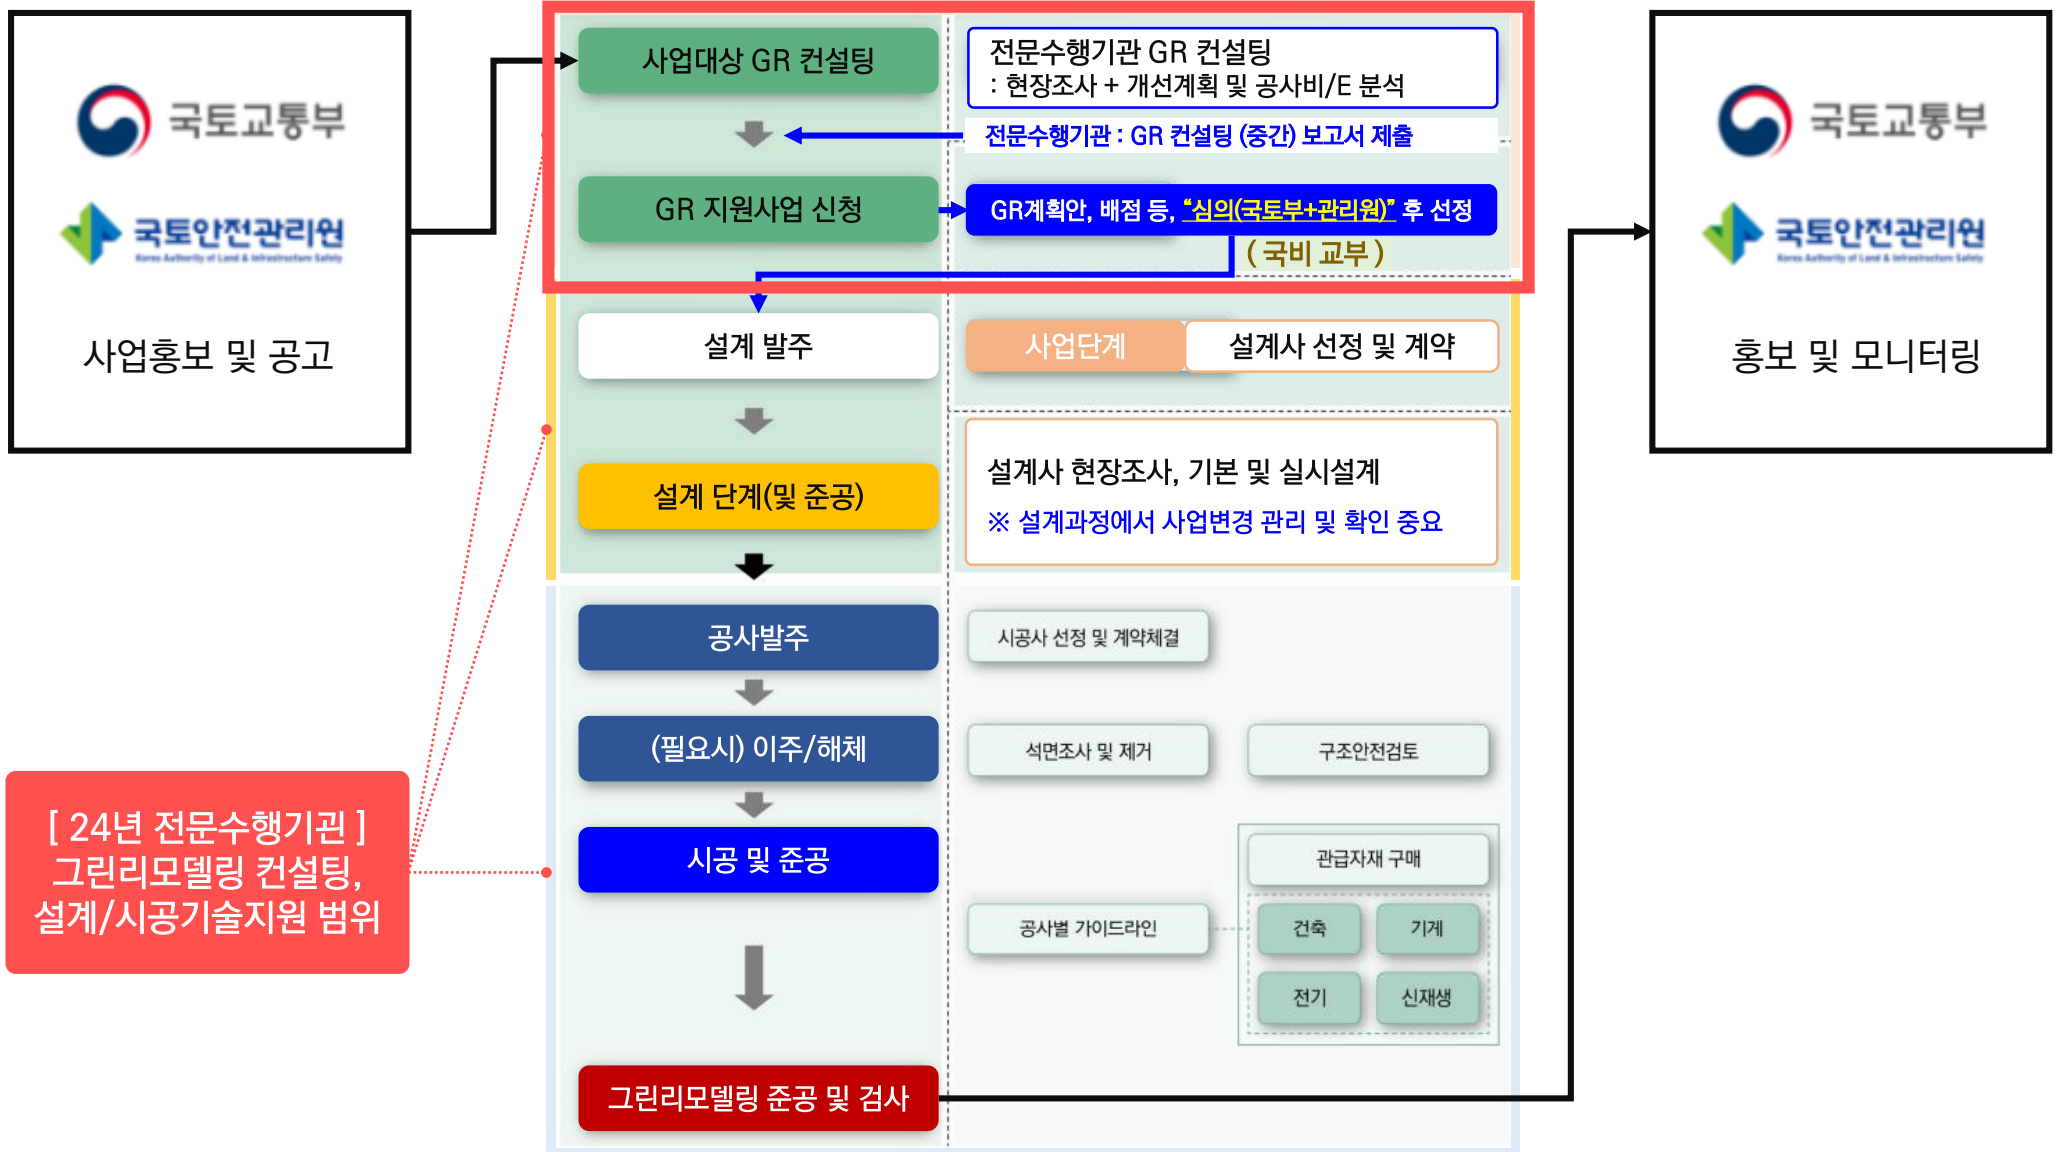 국토교통부
국토안전관리원
Korea Authority of Land & Infrastructure Safety
사업홍보 및 공고
사업대상 GR 컨설팅
전문수행기관 GR 컨설팅
: 현장조사 + 개선계획 및 공사비/E 분석
전문수행기관 : GR 컨설팅 (중간) 보고서 제출
GR 지원사업 신청
GR계획안, 배점 등, “심의(국토부+관리원)” 후 선정
( 국비 교부 )
설계 발주
사업단계
설계사 선정 및 계약
설계 단계(및 준공)
설계사 현장조사, 기본 및 실시설계
※ 설계과정에서 사업변경 관리 및 확인 중요
공사발주
시공사 선정 및 계약체결
(필요시) 이주/해체
석면조사 및 제거
구조안전검토
시공 및 준공
공사별 가이드라인
관급자재 구매
건축
기계
전기
신재생
그린리모델링 준공 및 검사
[ 24년 전문수행기괸 ]
그린리모델링 컨설팅,
설계/시공기술지원 범위
국토교통부
국토안전관리원
Korea Authority of Land & Infrastructure Safety
홍보 및 모니터링